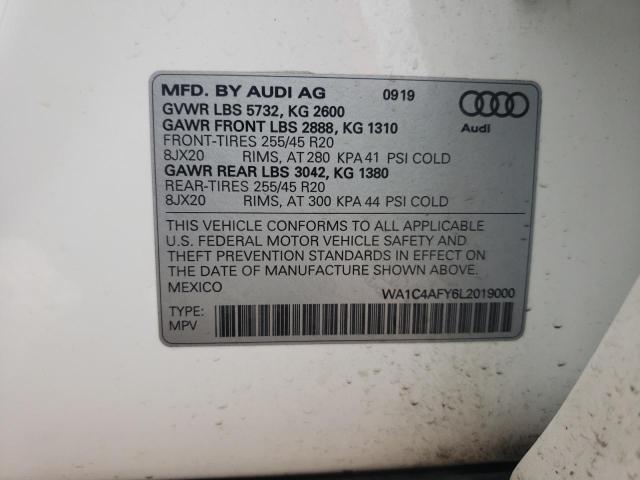 MFD. BY AUDI AG 0919
GVWR LBS 5732, KG 2600
GAWR FRONT LBS 2888, KG 1310
FRONT-TIRES 255/45 R20
8JX20 RIMS, AT 280 KPA 41 PSI COLD
GAWR REAR LBS 3042, KG 1380
REAR-TIRES 255/45 R20
8JX20 RIMS, AT 300 KPA 44 PSI COLD
Audi
THIS VEHICLE CONFORMS TO ALL APPLICABLE
U.S. FEDERAL MOTOR VEHICLE SAFETY AND
THEFT PREVENTION STANDARDS IN EFFECT ON
THE DATE OF MANUFACTURE SHOWN ABOVE.
MEXICO WA1C4AFY6L2019000
TYPE:
MPV